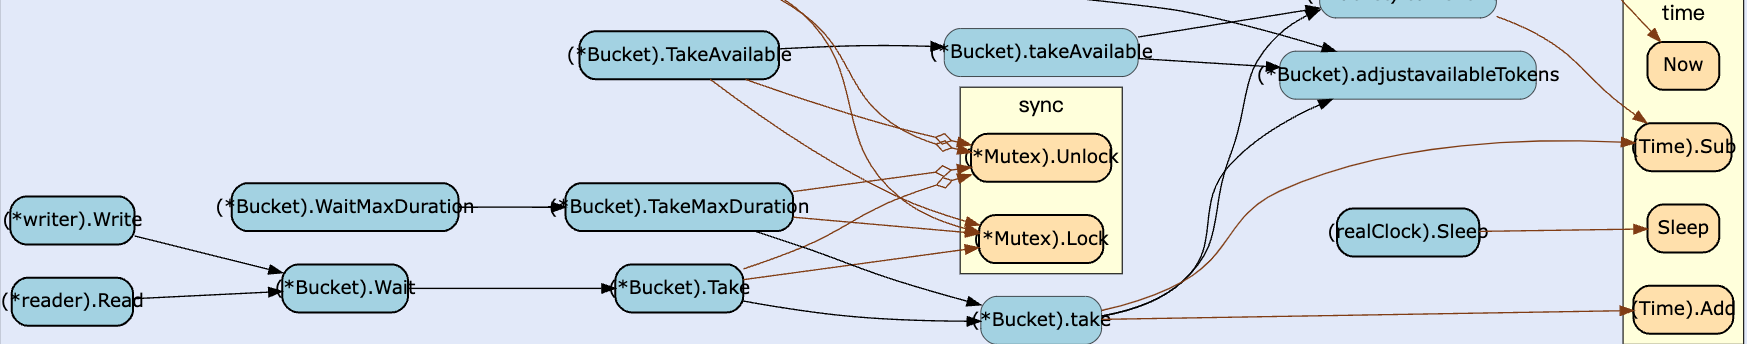 time
(*Bucket).TakeAvailable
(*Bucket).takeAvailable
Now
(*Bucket).adjustavailableTokens
sync
(*Mutex).Unlock
(Time).Sub
(*writer).Write
(*Bucket).WaitMaxDuration
(*Bucket).TakeMaxDuration
(*Mutex).Lock
(realClock).Sleep
Sleep
(*reader).Read
(*Bucket).Wait
(*Bucket).Take
(*Bucket).take
(Time).Add